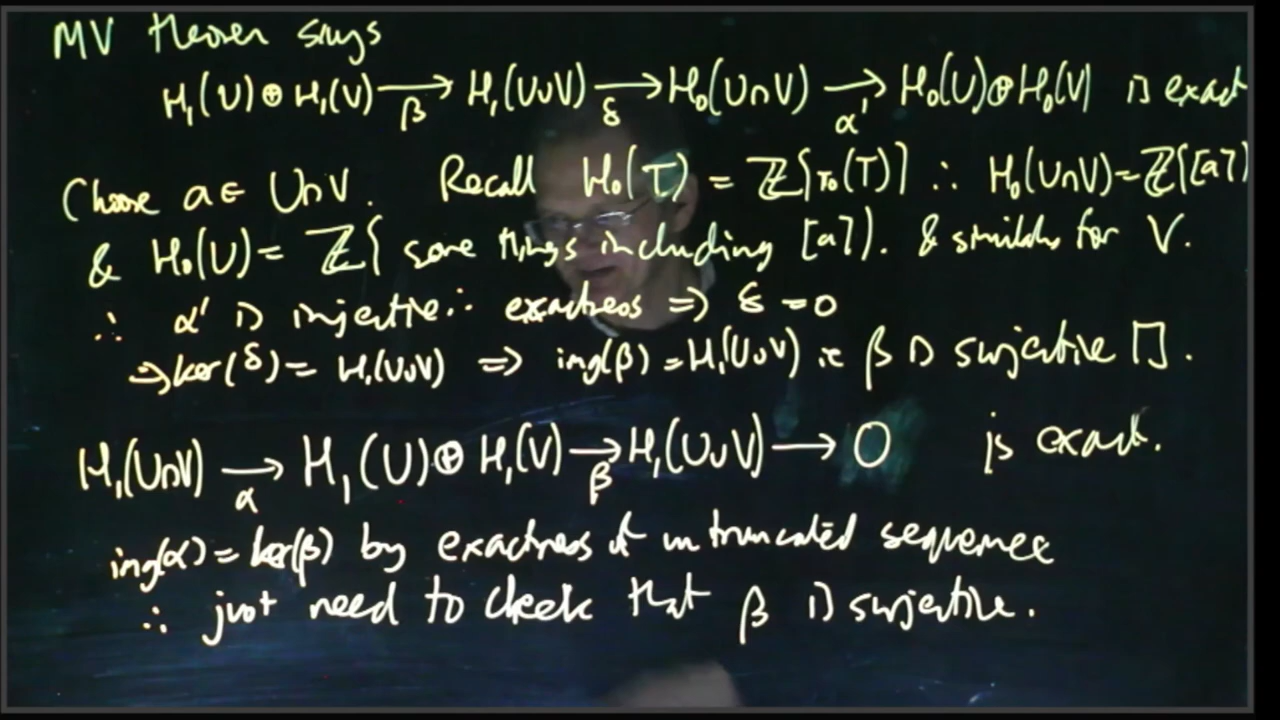 MV theorem says
H₁(U)⊕H₁(V) →β H₁(U∪V) →δ H₀(U∩V) →α' H₀(U)⊕H₀(V) is exact
Choose a∈ U∩V. Recall H₀(T) = ℤ{π₀(T)} ∴ H₀(U∩V)=ℤ{[a]}
& H₀(U)= ℤ{ some things including [a]}. & similarly for V.
∴ α' is injective ∴ exactness ⇒ δ = 0
⇒ ker(δ) = H₁(U∪V) ⇒ img(β) = H₁(U∪V) ie β is surjective □.
H₁(U∩V) →α H₁(U)⊕H₁(V) →β H₁(U∪V) → 0 is exact.
img(α) = ker(β) by exactness of untruncated sequence
∴ just need to check that β is surjective.